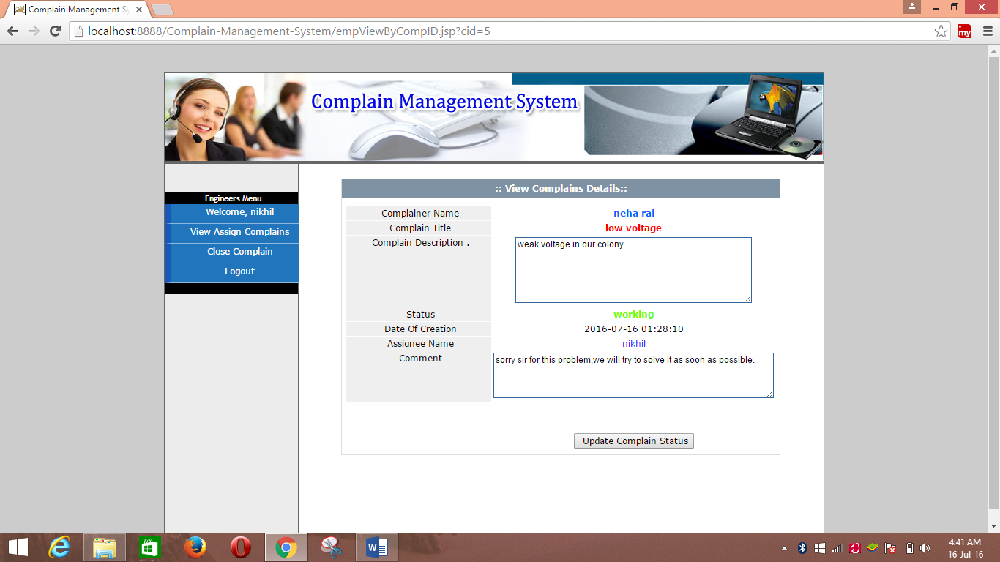 Complain Management Sy
localhost:8888/Complain-Management-System/empViewByCompID.jsp?cid=5
my
Complain Management System
Engineers Menu
Welcome, nikhil
View Assign Complains
Close Complain
Logout
:: View Complains Details::
Complainer Name neha rai
Complain Title low voltage
Complain Description . weak voltage in our colony
Status working
Date Of Creation 2016-07-16 01:28:10
Assignee Name nikhil
Comment sorry sir for this problem,we will try to solve it as soon as possible.
Update Complain Status
4:41 AM
16-Jul-16